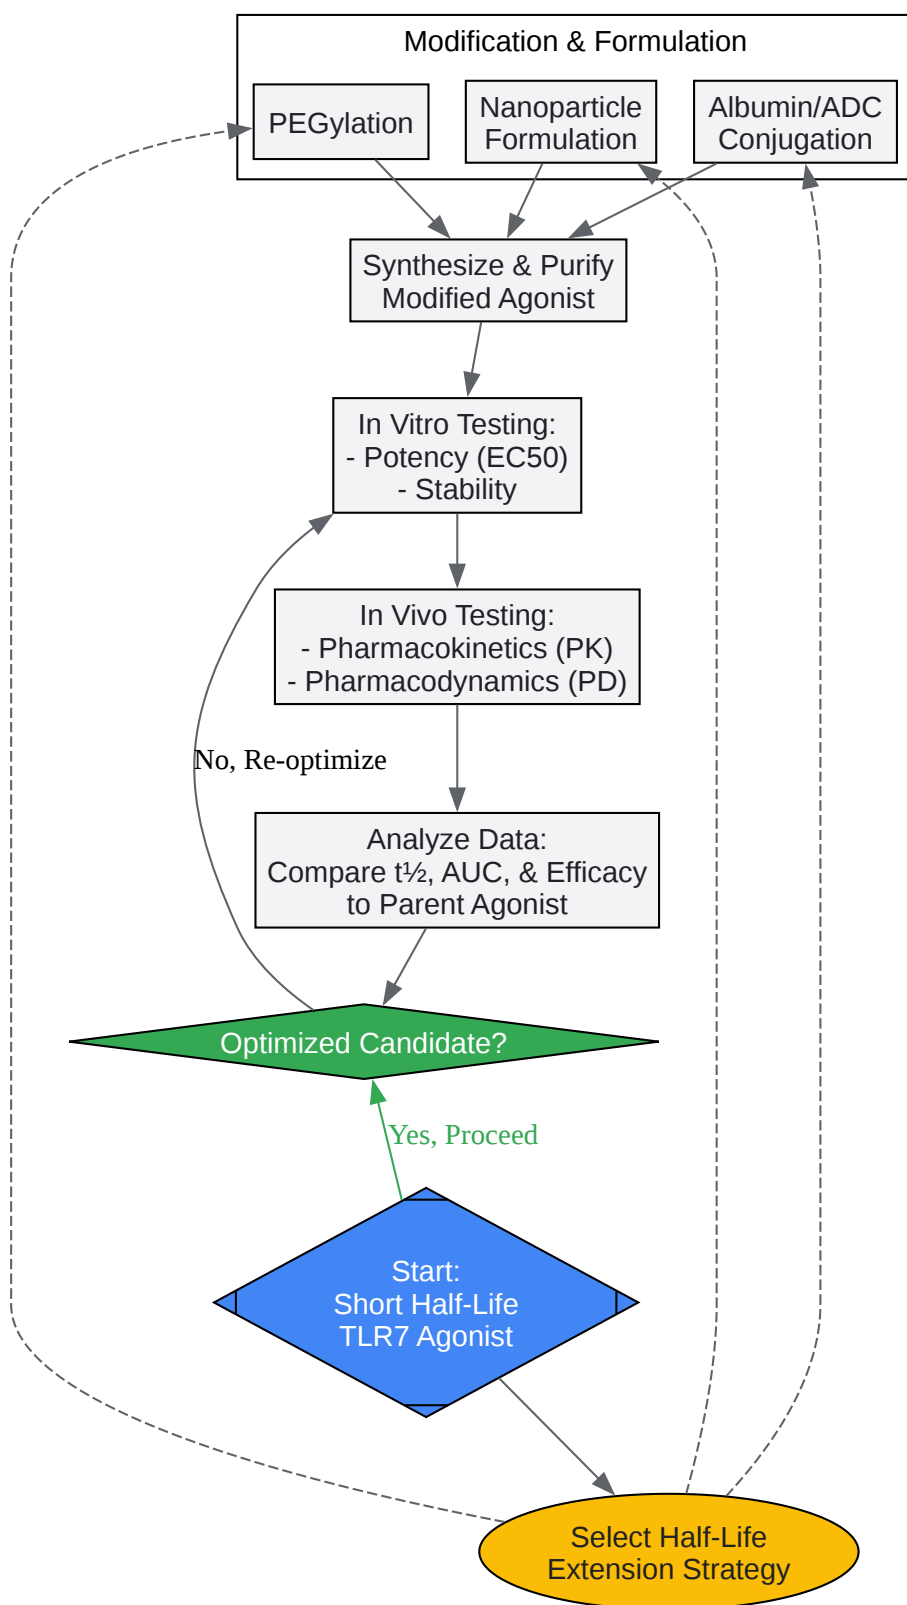 Modification & Formulation
PEGylation
Nanoparticle
Formulation
Albumin/ADC
Conjugation
Synthesize & Purify
Modified Agonist
In Vitro Testing:
- Potency (EC50)
- Stability
In Vivo Testing:
- Pharmacokinetics (PK)
- Pharmacodynamics (PD)
No, Re-optimize
Analyze Data:
Compare t½, AUC, & Efficacy
to Parent Agonist
Optimized Candidate?
Yes, Proceed
Start:
Short Half-Life
TLR7 Agonist
Select Half-Life
Extension Strategy